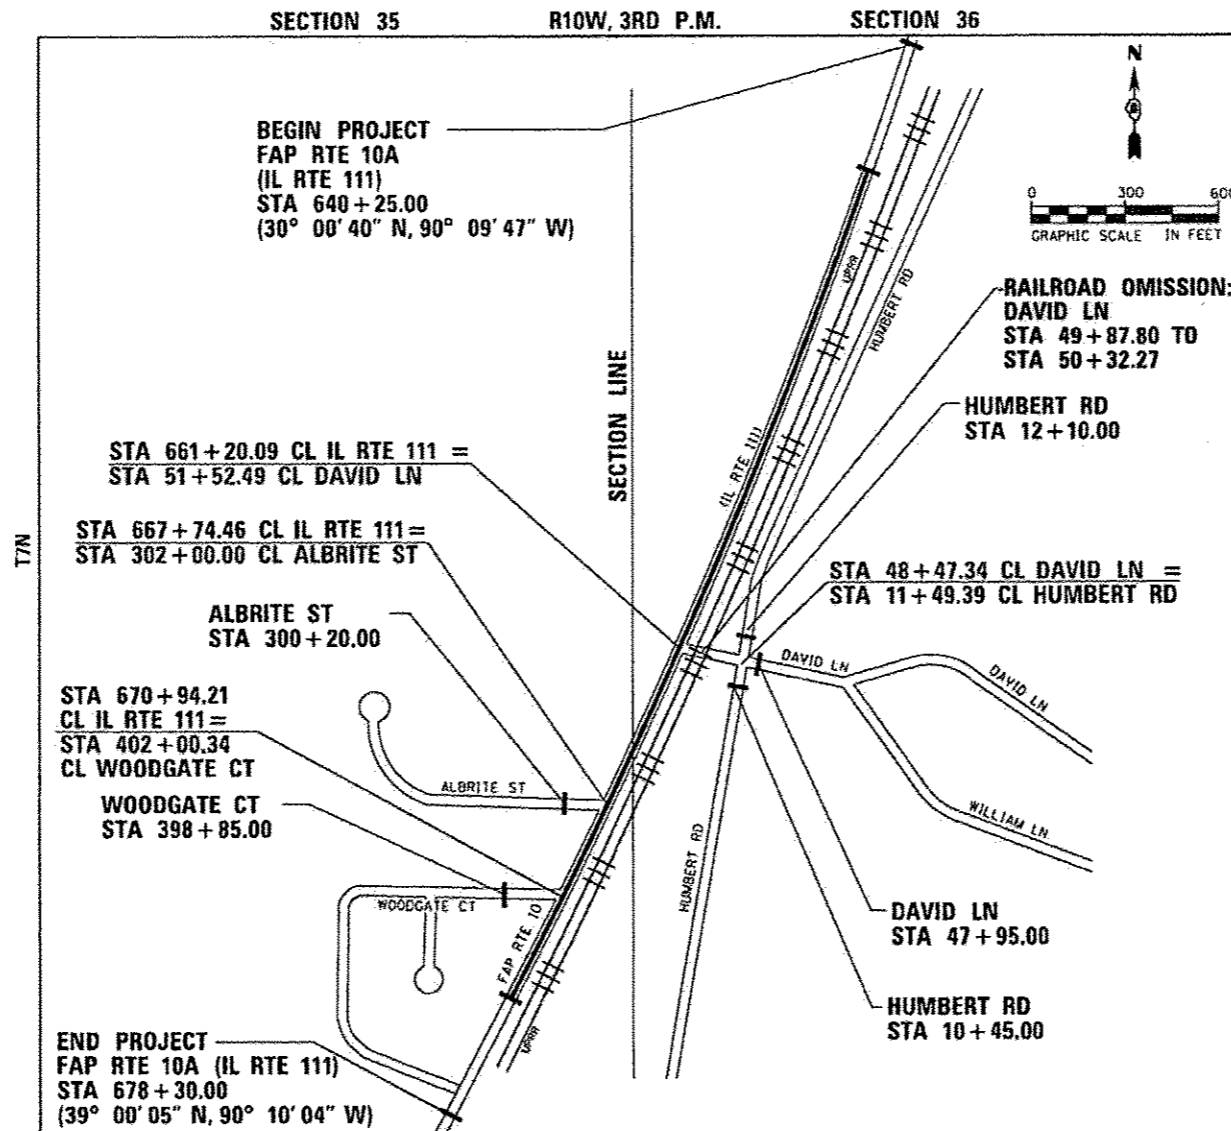 SECTION 35 R10W, 3RD P.M. SECTION 36
N
BEGIN PROJECT
FAP RTE 10A
(IL RTE 111)
STA 640+25.00
(30° 00' 40" N, 90° 09' 47" W)
0 300 600
GRAPHIC SCALE IN FEET
UPRR
HUMBERT RD
RAILROAD OMISSION:
DAVID LN
STA 49+87.80 TO
STA 50+32.27
SECTION LINE
HUMBERT RD
STA 12+10.00
(IL RTE 111)
STA 661+20.09 CL IL RTE 111 =
STA 51+52.49 CL DAVID LN
T7N
STA 667+74.46 CL IL RTE 111=
STA 302+00.00 CL ALBRITE ST
STA 48+47.34 CL DAVID LN =
STA 11+49.39 CL HUMBERT RD
ALBRITE ST
STA 300+20.00
DAVID LN
DAVID LN
STA 670+94.21
CL IL RTE 111=
STA 402+00.34
CL WOODGATE CT
ALBRITE ST
WILLIAM LN
WOODGATE CT
STA 398+85.00
HUMBERT RD
WOODGATE CT
FAP RTE 10
DAVID LN
STA 47+95.00
HUMBERT RD
STA 10+45.00
UPRR
END PROJECT
FAP RTE 10A (IL RTE 111)
STA 678+30.00
(39° 00' 05" N, 90° 10' 04" W)